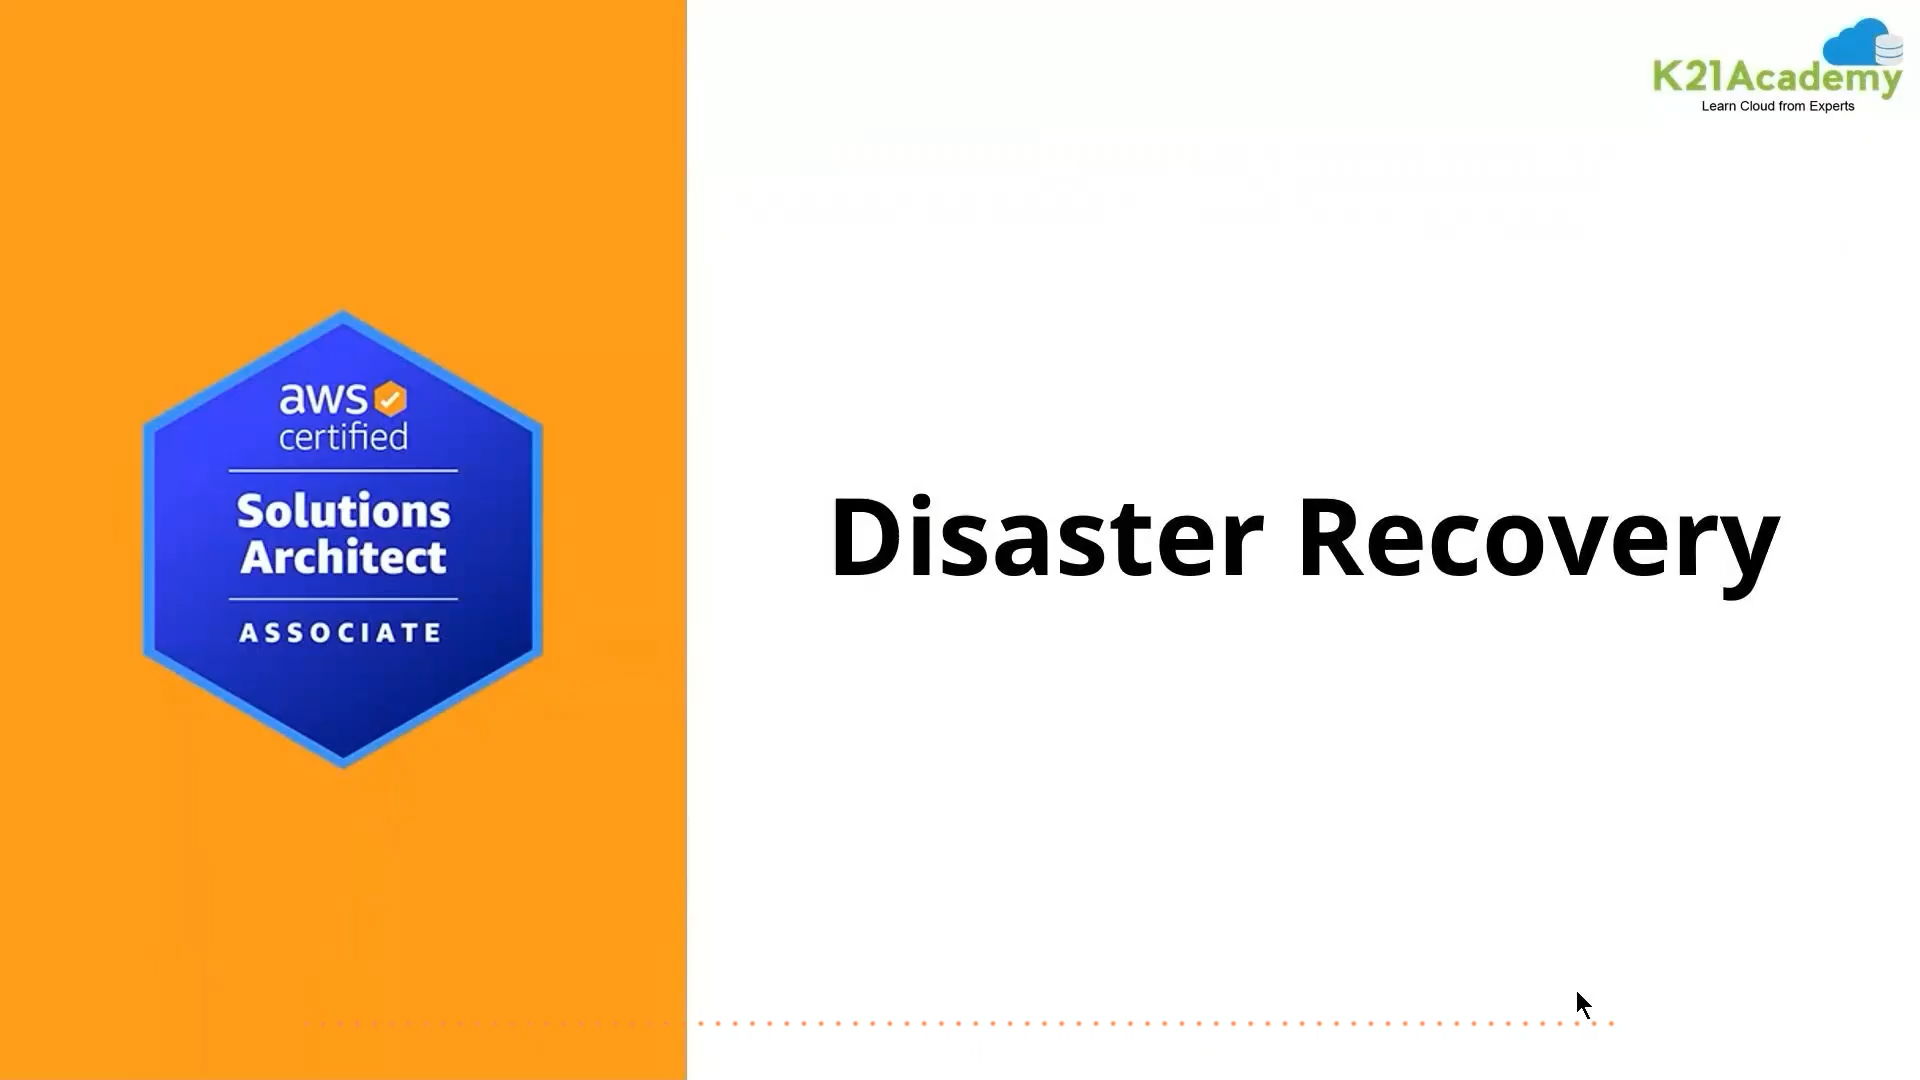 K21Academy
Learn Cloud from Experts
aws
certified
Solutions
Architect
ASSOCIATE
Disaster Recovery